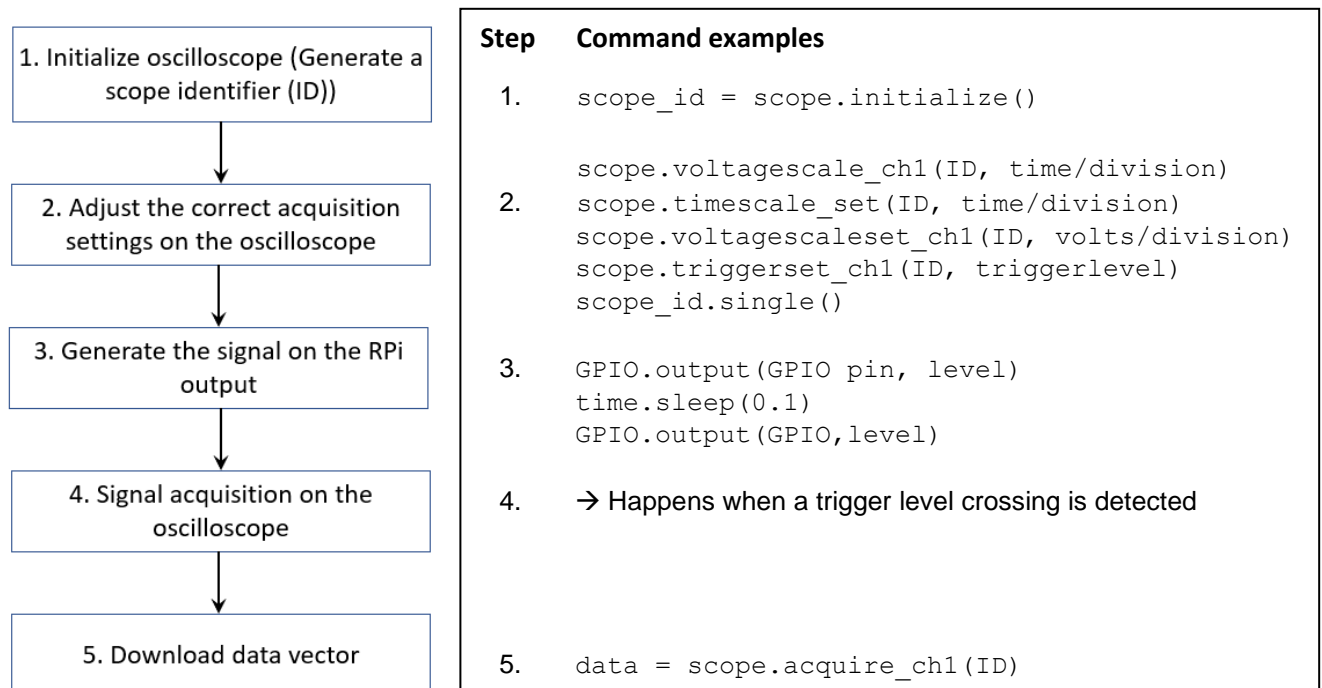 1. Initialize oscilloscope (Generate a
scope identifier (ID))
2. Adjust the correct acquisition
settings on the oscilloscope
3. Generate the signal on the RPi
output
4. Signal acquisition on the
oscilloscope
5. Download data vector
Step Command examples
1. scope_id = scope.initialize()
scope.voltagescale_ch1(ID, time/division)
2. scope.timescale_set(ID, time/division)
scope.voltagescaleset_ch1(ID, volts/division)
scope.triggerset_ch1(ID, triggerlevel)
scope_id.single()
3. GPIO.output(GPIO pin, level)
time.sleep(0.1)
GPIO.output(GPIO,level)
4. → Happens when a trigger level crossing is detected
5. data = scope.acquire_ch1(ID)